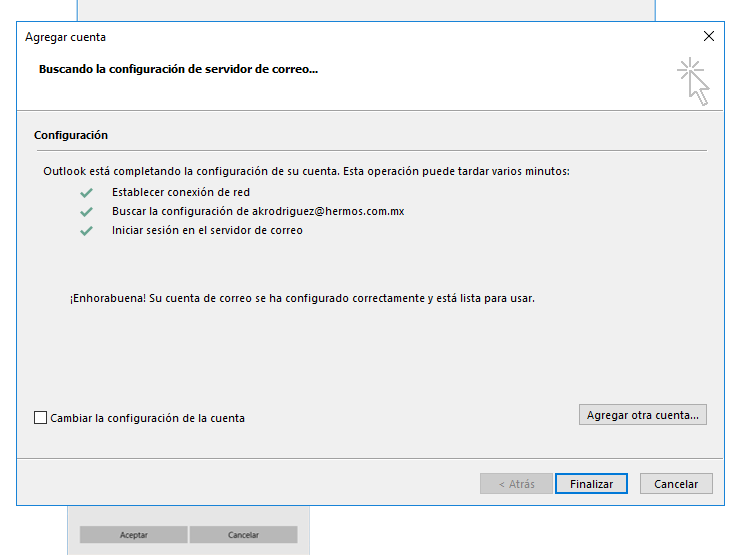 Agregar cuenta
Buscando la configuración de servidor de correo...
Configuración
Outlook está completando la configuración de su cuenta. Esta operación puede tardar varios minutos:
Establecer conexión de red
Buscar la configuración de akrodriguez@hermos.com.mx
Iniciar sesión en el servidor de correo
¡Enhorabuena! Su cuenta de correo se ha configurado correctamente y está lista para usar.
Cambiar la configuración de la cuenta
Agregar otra cuenta...
< Atrás
Finalizar
Cancelar
Aceptar
Cancelar